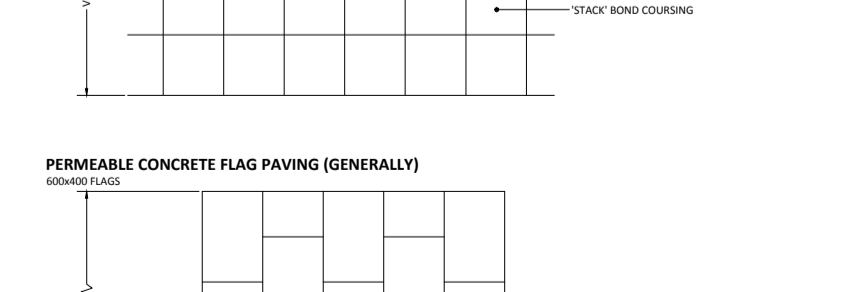 'STACK' BOND COURSING
PERMEABLE CONCRETE FLAG PAVING (GENERALLY)
600x400 FLAGS